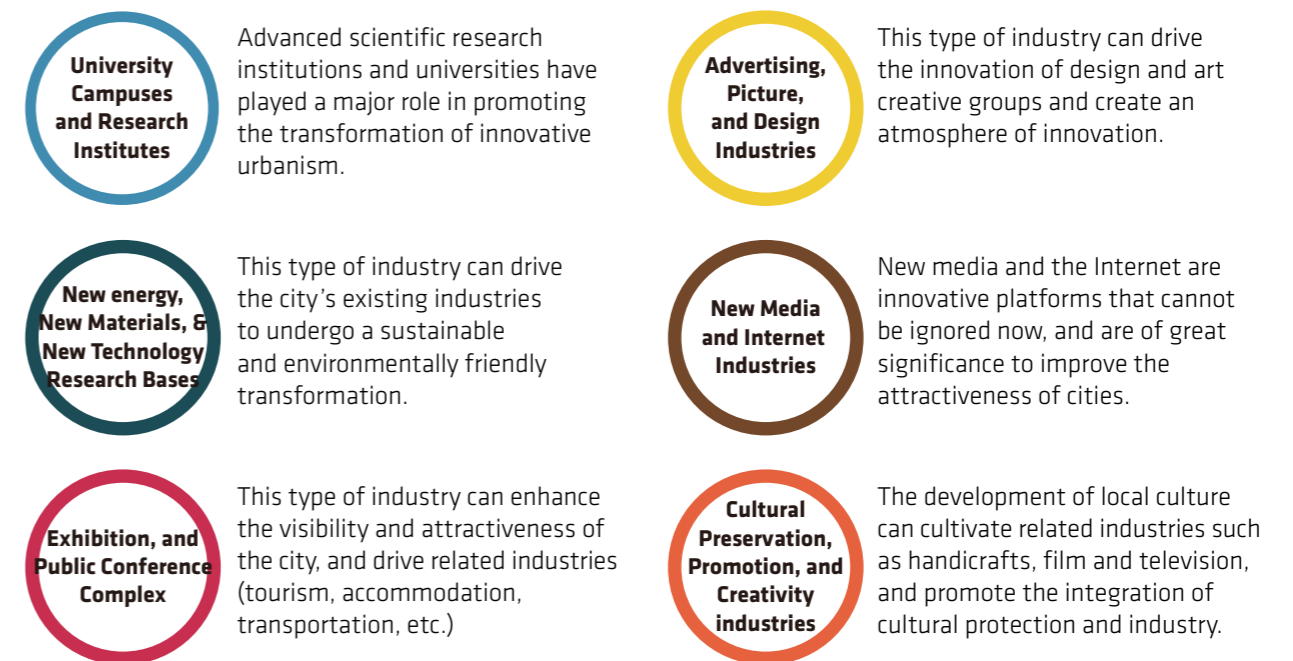 University
Campuses
and Research
Institutes
Advanced scientific research
institutions and universities have
played a major role in promoting
the transformation of innovative
urbanism.
Advertising,
Picture,
and Design
Industries
This type of industry can drive
the innovation of design and art
creative groups and create an
atmosphere of innovation.
New energy,
New Materials, &
New Technology
Research Bases
This type of industry can drive
the city's existing industries
to undergo a sustainable
and environmentally friendly
transformation.
New Media
and Internet
Industries
New media and the Internet are
innovative platforms that cannot
be ignored now, and are of great
significance to improve the
attractiveness of cities.
Exhibition, and
Public Conference
Complex
This type of industry can enhance
the visibility and attractiveness of
the city, and drive related industries
(tourism, accommodation,
transportation, etc.)
Cultural
Preservation,
Promotion, and
Creativity
industries
The development of local culture
can cultivate related industries such
as handicrafts, film and television,
and promote the integration of
cultural protection and industry.